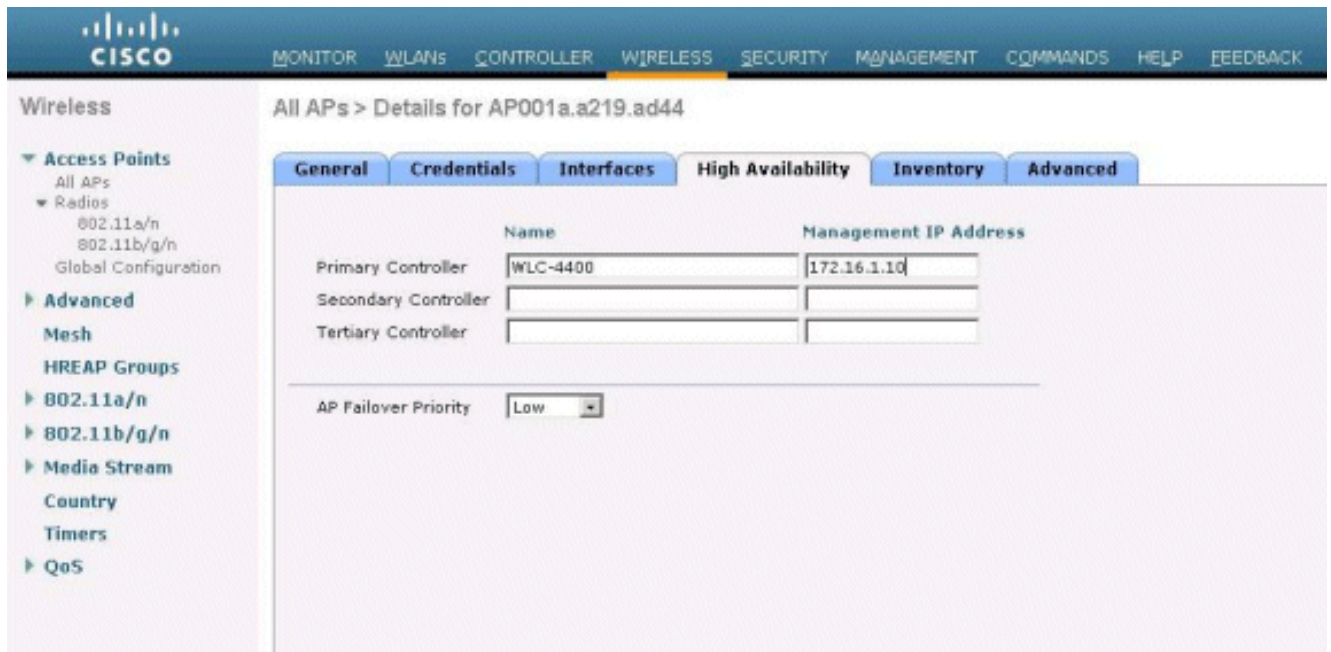 CISCO
MONITOR WLANs CONTROLLER WIRELESS SECURITY MANAGEMENT COMMANDS HELP FEEDBACK
Wireless
Access Points
All APs
Radios
802.11a/n
802.11b/g/n
Global Configuration
Advanced
Mesh
HREAP Groups
802.11a/n
802.11b/g/n
Media Stream
Country
Timers
QoS
All APs > Details for AP001a.a219.ad44
General Credentials Interfaces High Availability Inventory Advanced
Name Management IP Address
Primary Controller WLC-4400 172.16.1.10
Secondary Controller
Tertiary Controller
AP Failover Priority Low